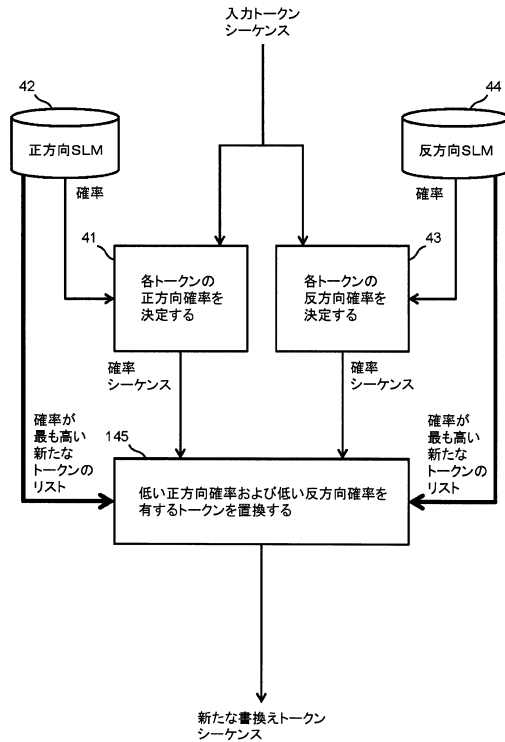 入力トークン
シーケンス
42
44
正方向SLM
反方向SLM
確率
確率
41
43
各トークンの
正方向確率を
決定する
各トークンの
反方向確率を
決定する
確率
シーケンス
確率
シーケンス
確率が
最も高い
新たな
トークンの
リスト
確率が
最も高い
新たな
トークンの
リスト
145
低い正方向確率および低い反方向確率を
有するトークンを置換する
新たな書換えトークン
シーケンス